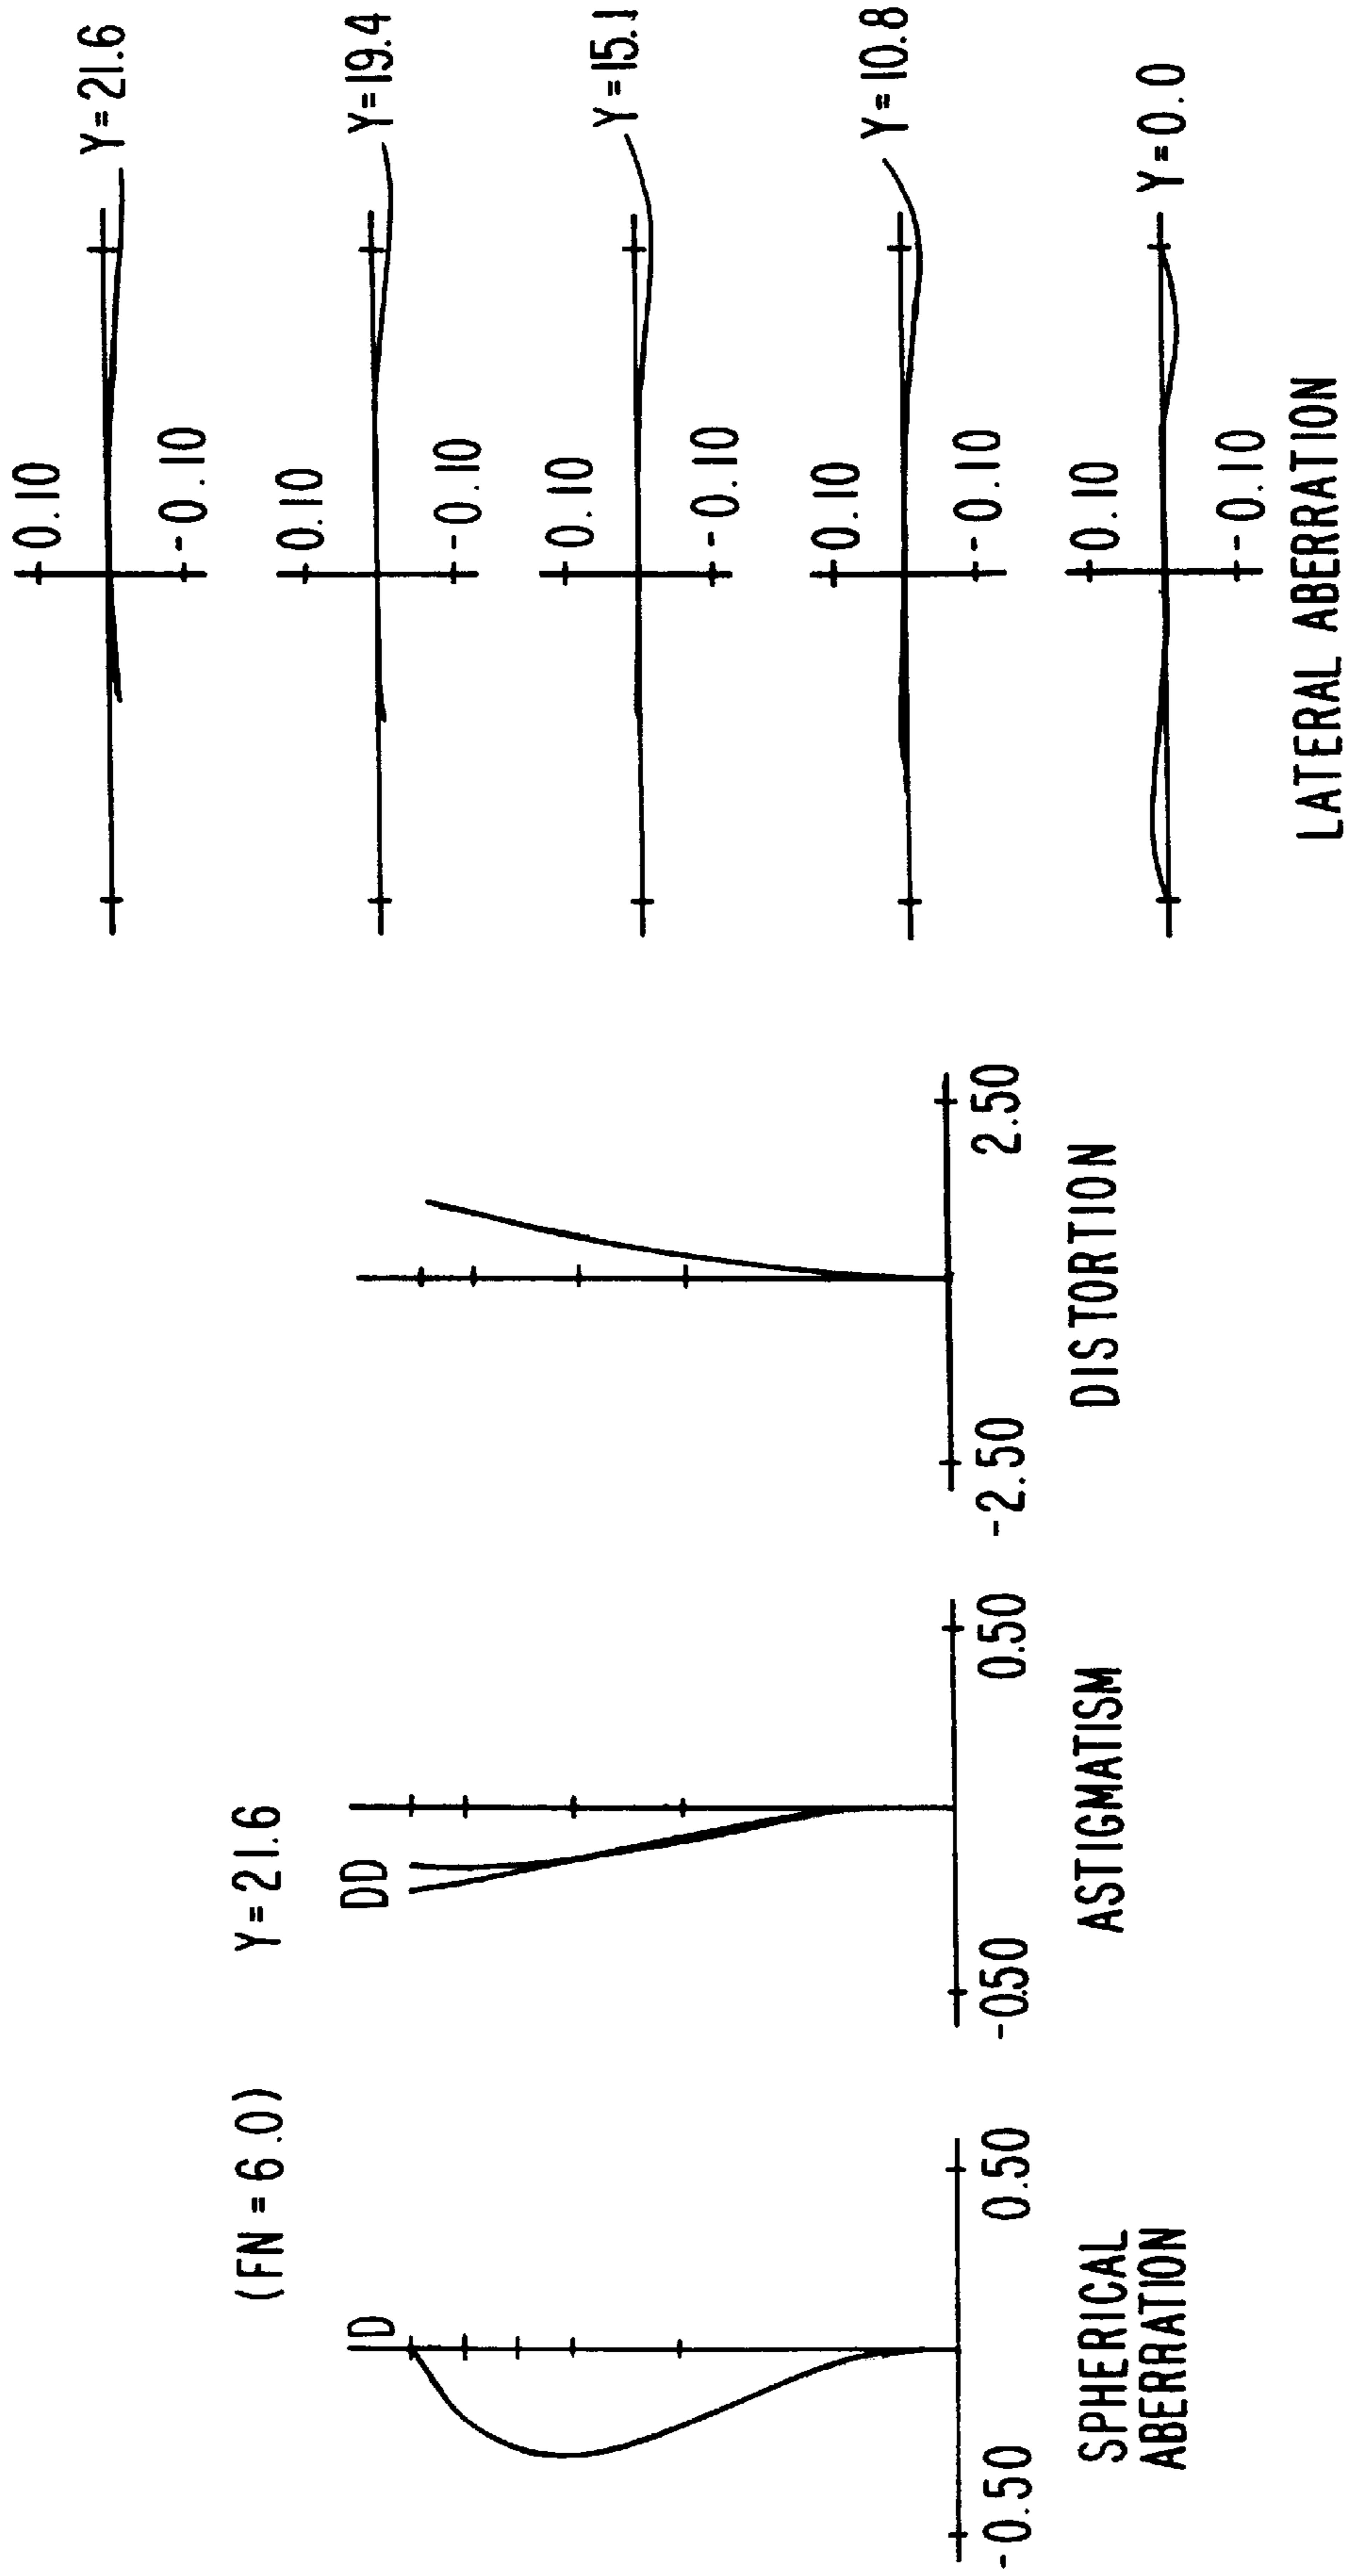 (FN = 6.0)
D
-0.50
0.50
SPHERICAL
ABERRATION
Y = 21.6
DD
-0.50
0.50
ASTIGMATISM
-2.50
2.50
DISTORTION
0.10
-0.10
Y=21.6
0.10
-0.10
Y=19.4
0.10
-0.10
Y=15.1
0.10
-0.10
Y=10.8
0.10
-0.10
Y=0.0
LATERAL ABERRATION